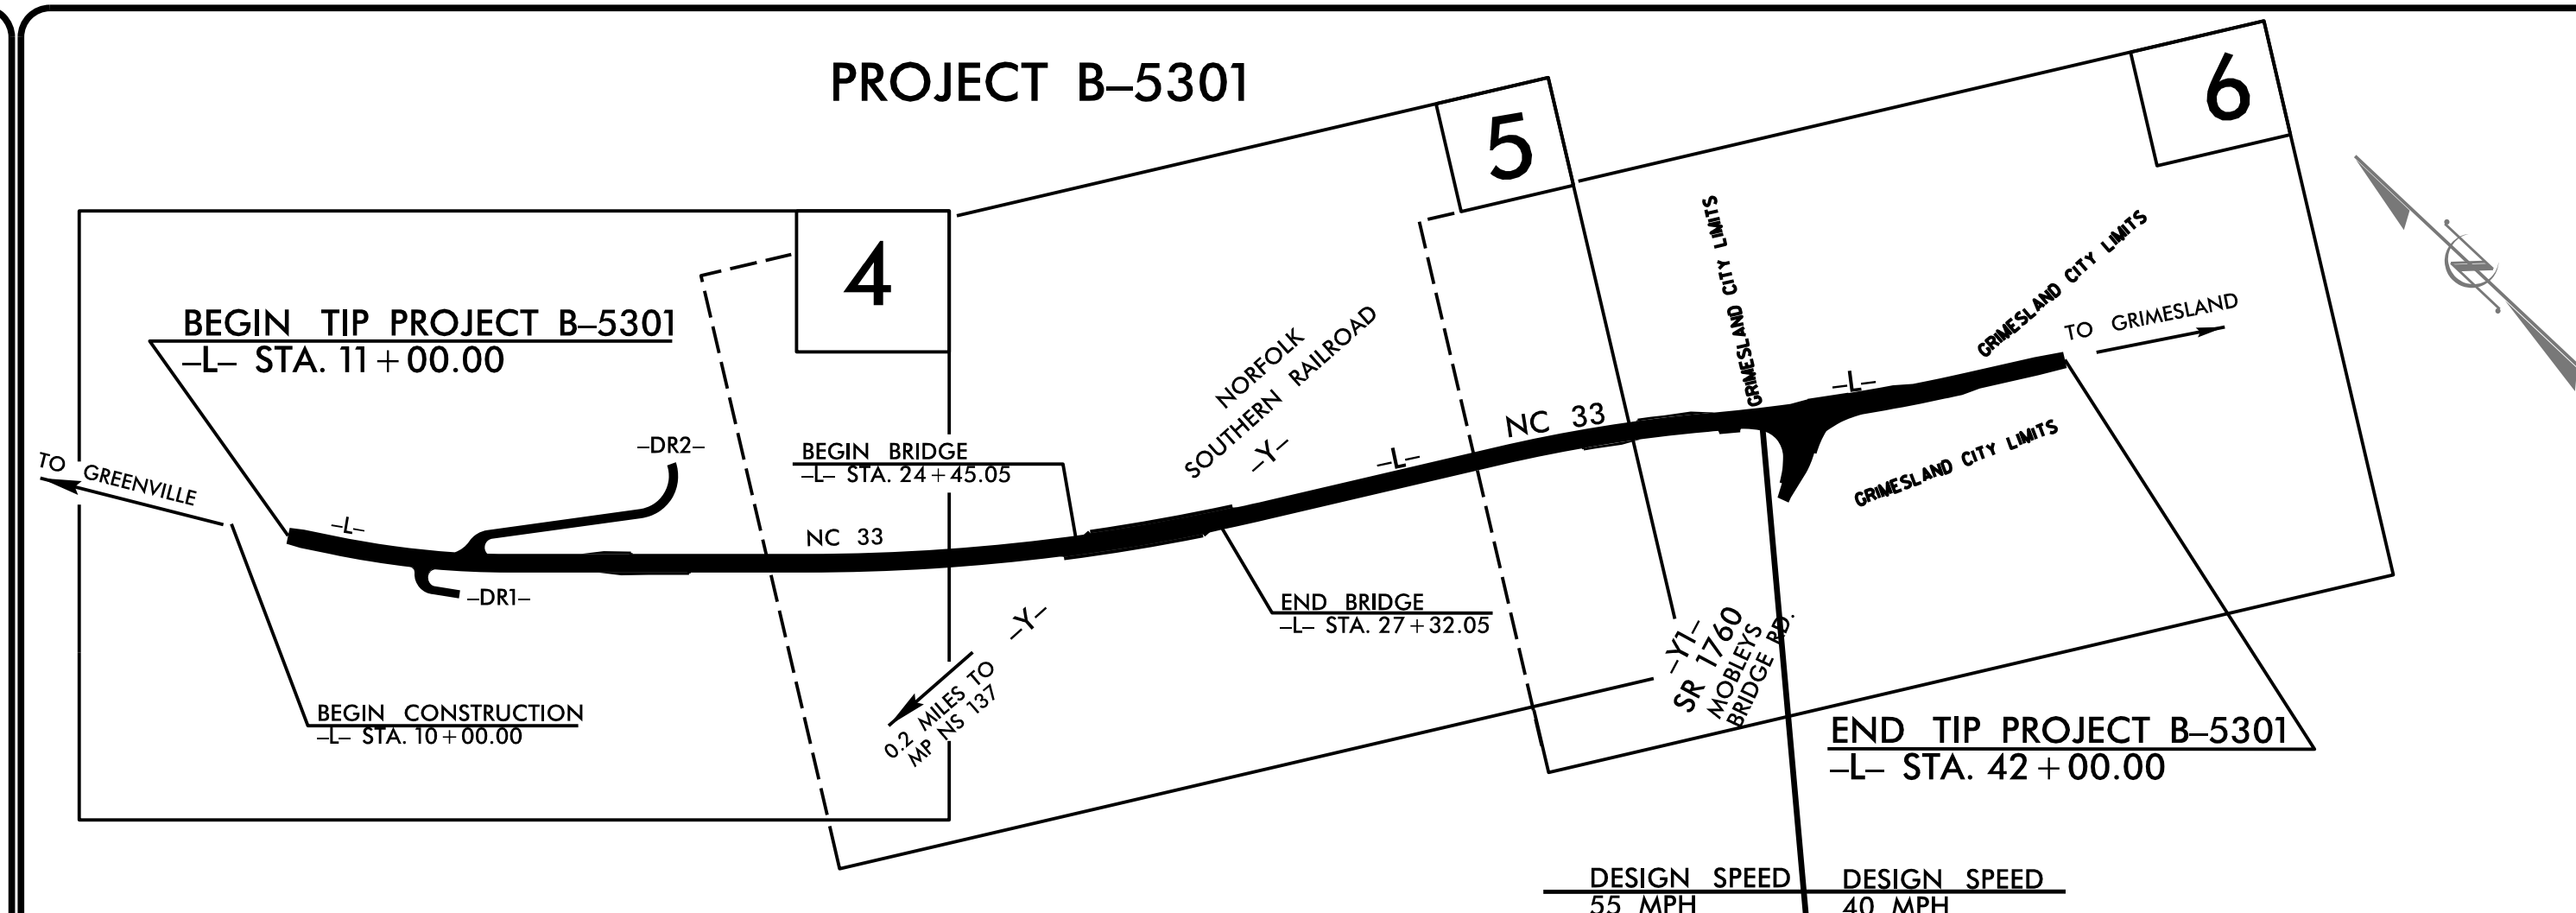 PROJECT B–5301
6
5
4
GRIMESLAND CITY LIMITS
GRIMESLAND CITY LIMITS
TO GRIMESLAND
BEGIN TIP PROJECT B–5301
–L– STA. 11+00.00
NORFOLK
SOUTHERN RAILROAD
–Y–
–L–
NC 33
–L–
GRIMESLAND CITY LIMITS
–DR2–
BEGIN BRIDGE
–L– STA. 24+45.05
TO GREENVILLE
–L–
NC 33
–DR1–
END BRIDGE
–L– STA. 27+32.05
–Y–
0.2 MILES TO
MP NS 137
–Y1–
SR 1760
MOBLEYS
BRIDGE RD.
BEGIN CONSTRUCTION
–L– STA. 10+00.00
END TIP PROJECT B–5301
–L– STA. 42+00.00
DESIGN SPEED
55 MPH
DESIGN SPEED
40 MPH